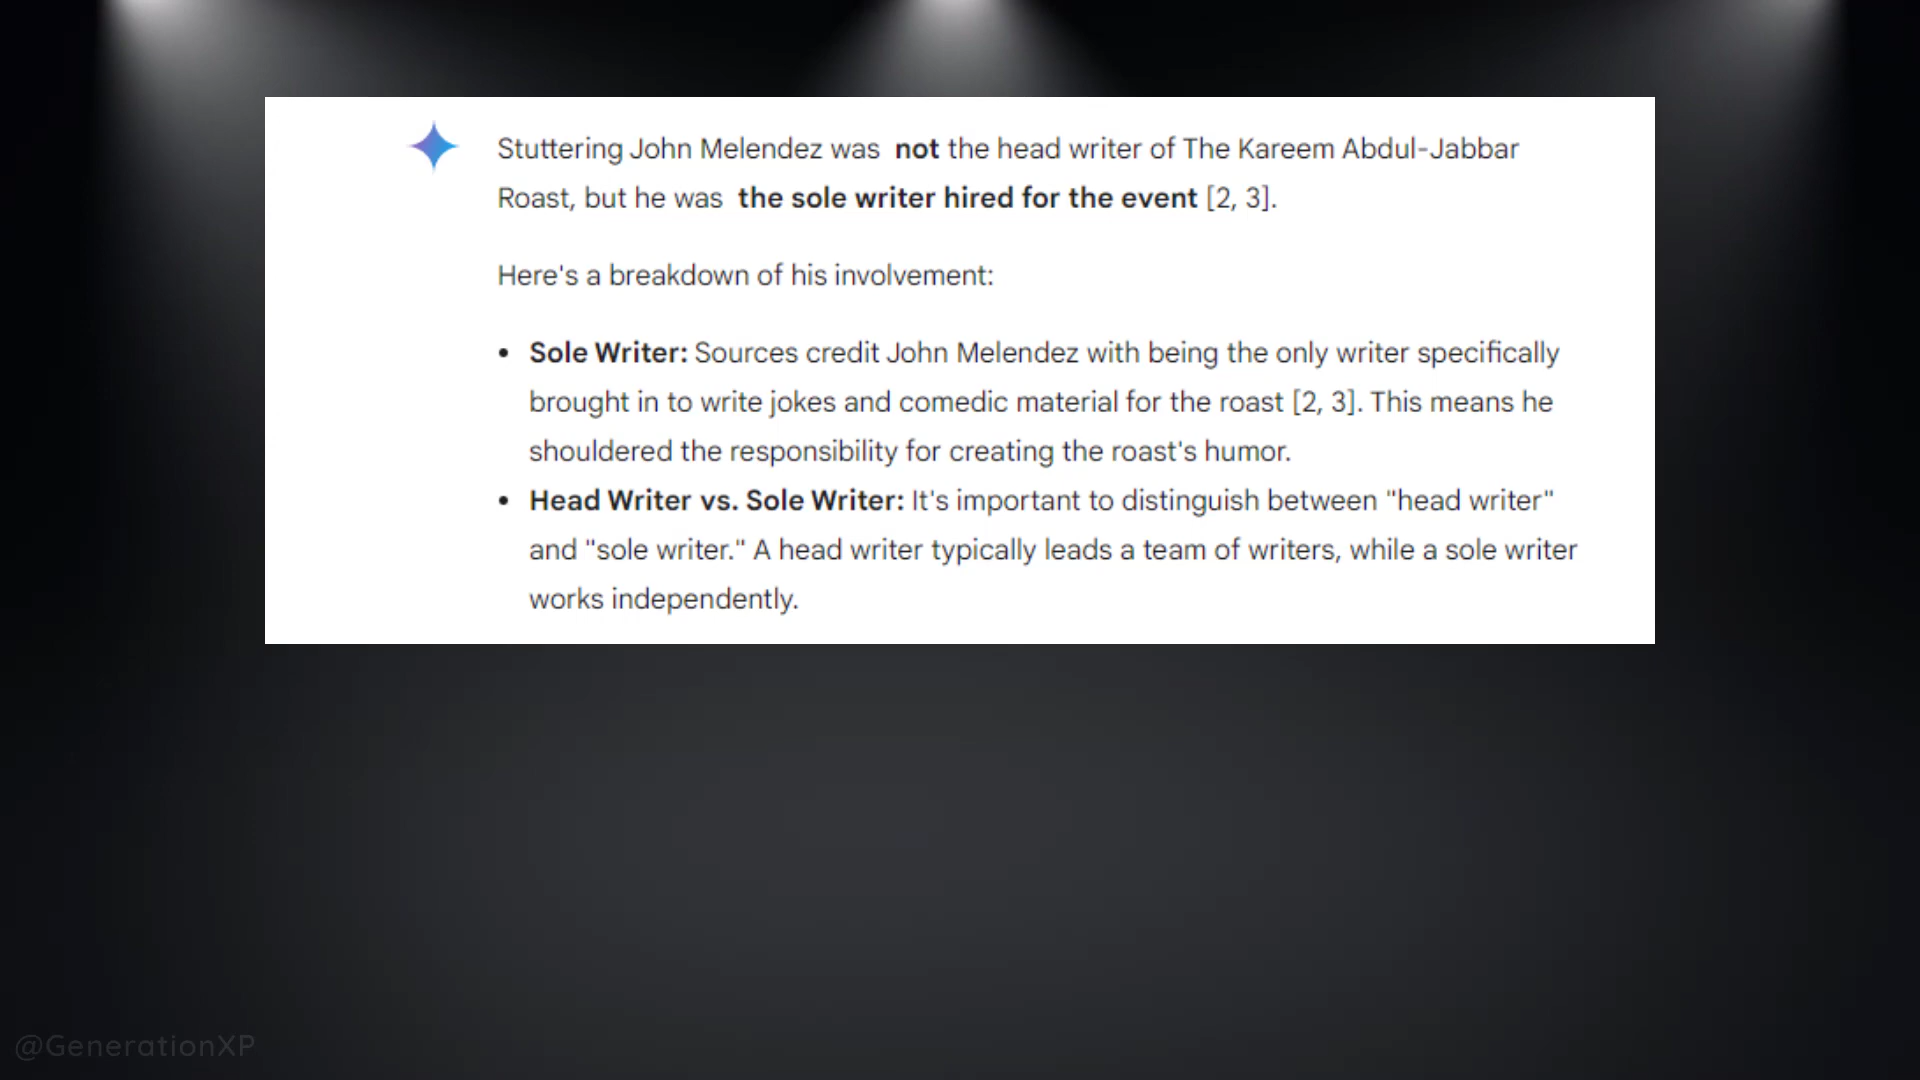 Stuttering John Melendez was not the head writer of The Kareem Abdul-Jabbar
Roast, but he was the sole writer hired for the event [2, 3].
Here's a breakdown of his involvement:
• Sole Writer: Sources credit John Melendez with being the only writer specifically
brought in to write jokes and comedic material for the roast [2, 3]. This means he
shouldered the responsibility for creating the roast's humor.
• Head Writer vs. Sole Writer: It's important to distinguish between "head writer"
and "sole writer." A head writer typically leads a team of writers, while a sole writer
works independently.
@GenerationXP